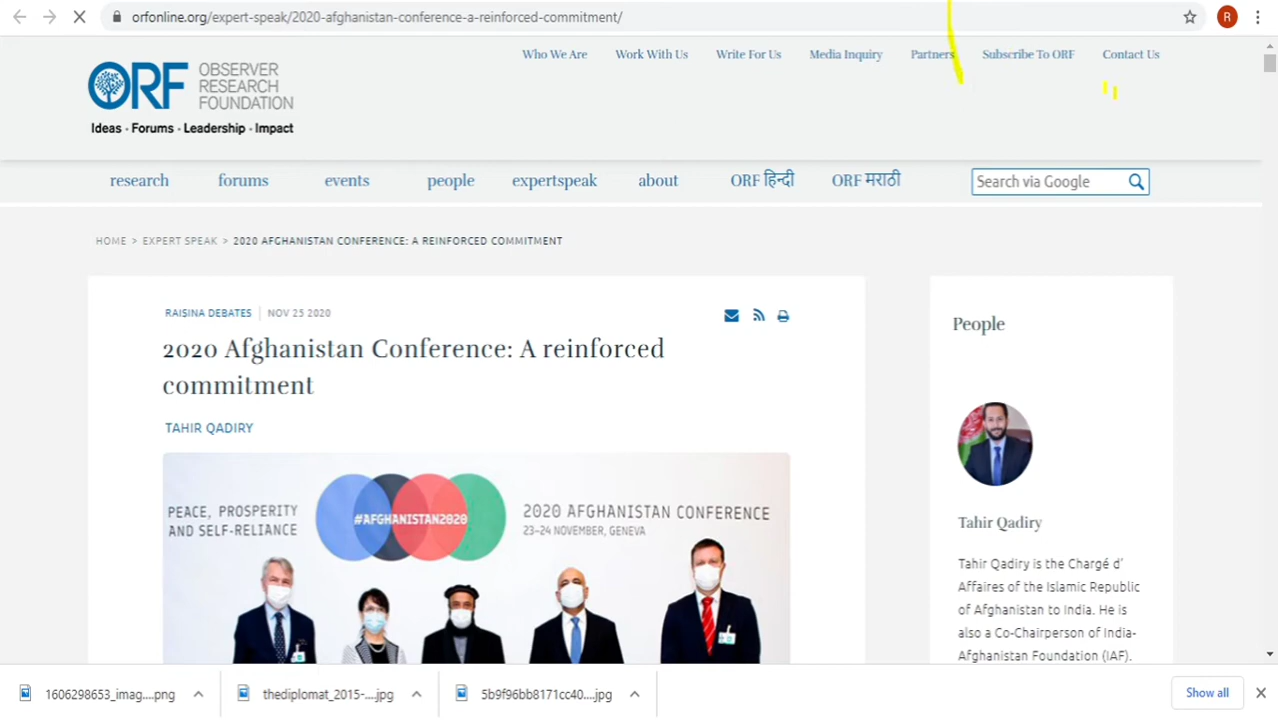 orfonline.org/expert-speak/2020-afghanistan-conference-a-reinforced-commitment/
R
Who We Are Work With Us Write For Us Media Inquiry Partners Subscribe To ORF Contact Us
ORF OBSERVER RESEARCH FOUNDATION
Ideas · Forums · Leadership · Impact
research forums events people expertspeak about ORF हिन्दी ORF मराठी Search via Google
HOME > EXPERT SPEAK > 2020 AFGHANISTAN CONFERENCE: A REINFORCED COMMITMENT
RAISINA DEBATES | NOV 25 2020
2020 Afghanistan Conference: A reinforced
commitment
TAHIR QADIRY
PEACE, PROSPERITY
AND SELF-RELIANCE
#AFGHANISTAN2020
2020 AFGHANISTAN CONFERENCE
23-24 NOVEMBER, GENEVA
People
Tahir Qadiry
Tahir Qadiry is the Chargé d'
Affaires of the Islamic Republic
of Afghanistan to India. He is
also a Co-Chairperson of India-
Afghanistan Foundation (IAF).
1606298653_imag....png thediplomat_2015-....jpg 5b9f96bb8171cc40....jpg Show all